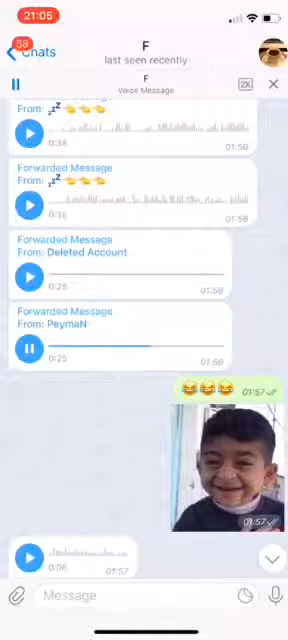 21:05
58
Chats
F
last seen recently
F
Voice Message
2X
From: 💤👈👈👈
0:38
01:56
Forwarded Message
From: 💤👈👈👈
0:38
01:56
Forwarded Message
From: Deleted Account
0:25
01:56
Forwarded Message
From: PeymaN
0:25
01:56
😂😂😂
01:57
01:57
0:06
01:57
Message